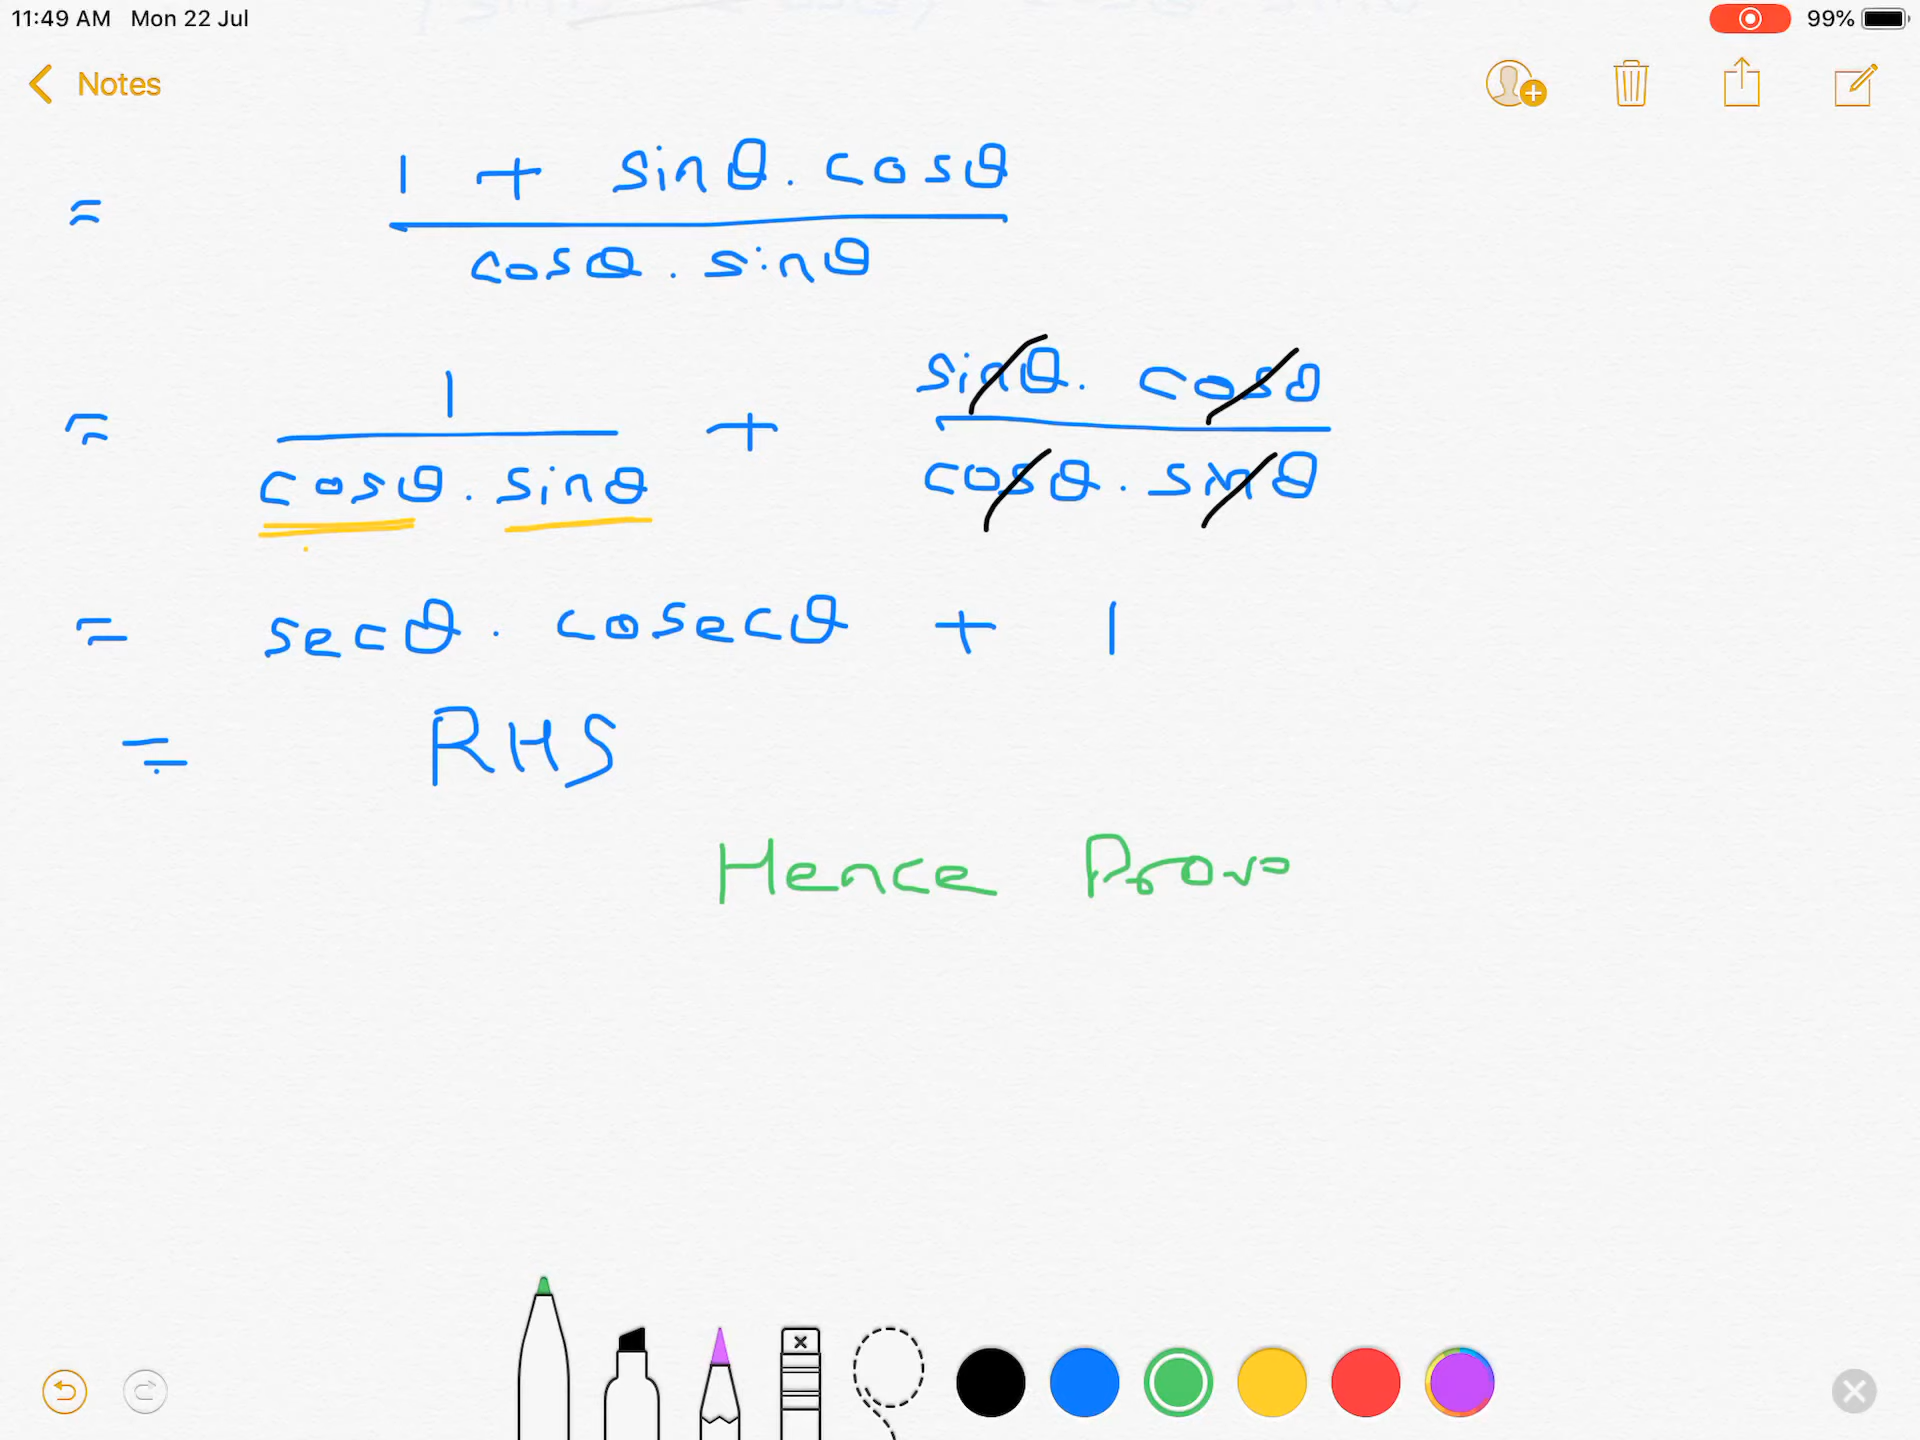 11:49 AM Mon 22 Jul 99%
Notes
= 1 + sinθ . cosθ
cosθ . sinθ
= 1 + sinθ . cosθ
cosθ . sinθ cosθ . sinθ
= secθ . cosecθ + 1
= RHS
Hence Prove